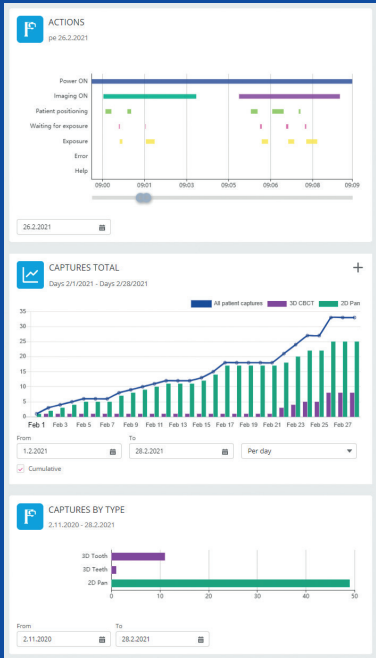 ACTIONS
pe 26.2.2021
Power ON
Imaging ON
Patient positioning
Waiting for exposure
Exposure
Error
Help
09:00 09:01 09:03 09:05 09:06 09:08 09:09
26.2.2021
CAPTURES TOTAL
Days 2/1/2021 - Days 2/28/2021
All patient captures 3D CBCT 2D Pan
35
30
25
20
15
10
5
0
Feb 1 Feb 3 Feb 5 Feb 7 Feb 9 Feb 11 Feb 13 Feb 15 Feb 17 Feb 19 Feb 21 Feb 23 Feb 25 Feb 27
From To
1.2.2021 28.2.2021 Per day
Cumulative
CAPTURES BY TYPE
2.11.2020 - 28.2.2021
3D Tooth
3D Teeth
2D Pan
0 10 20 30 40 50
From To
2.11.2020 28.2.2021